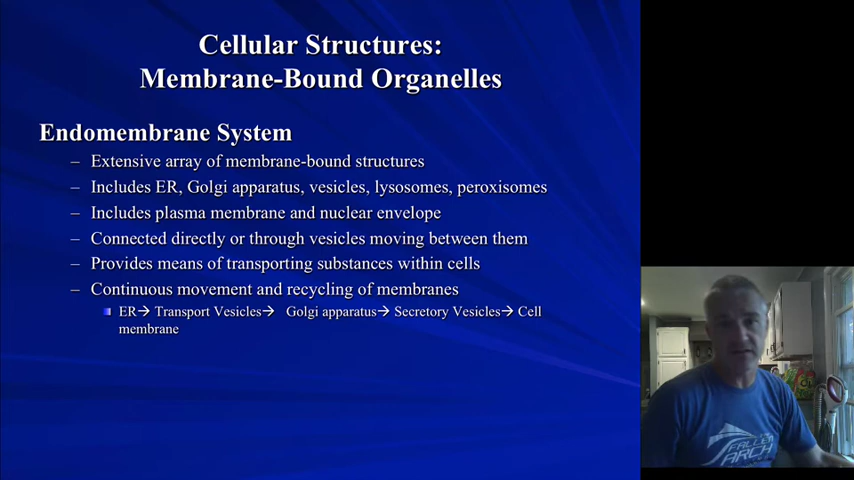 Cellular Structures:
Membrane-Bound Organelles
Endomembrane System
– Extensive array of membrane-bound structures
– Includes ER, Golgi apparatus, vesicles, lysosomes, peroxisomes
– Includes plasma membrane and nuclear envelope
– Connected directly or through vesicles moving between them
– Provides means of transporting substances within cells
– Continuous movement and recycling of membranes
ER→ Transport Vesicles→ Golgi apparatus→ Secretory Vesicles→ Cell
membrane
FALLEN
ARCH